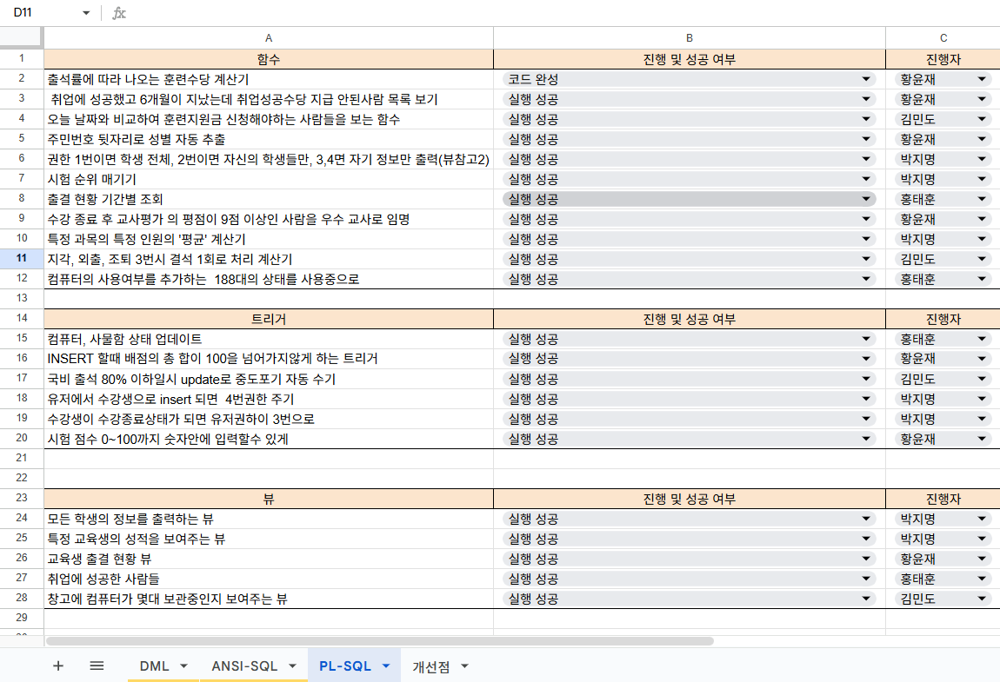 D11 fx
A B C
1 함수 진행 및 성공 여부 진행자
2 출석률에 따라 나오는 훈련수당 계산기 코드 완성 황윤재
3 취업에 성공했고 6개월이 지났는데 취업성공수당 지급 안된사람 목록 보기 실행 성공 황윤재
4 오늘 날짜와 비교하여 훈련지원금 신청해야하는 사람들을 보는 함수 실행 성공 김민도
5 주민번호 뒷자리로 성별 자동 추출 실행 성공 황윤재
6 권한 1번이면 학생 전체, 2번이면 자신의 학생들만, 3,4면 자기 정보만 출력(뷰참고2) 실행 성공 박지명
7 시험 순위 매기기 실행 성공 박지명
8 출결 현황 기간별 조회 실행 성공 홍태훈
9 수강 종료 후 교사평가 의 평점이 9점 이상인 사람을 우수 교사로 임명 실행 성공 황윤재
10 특정 과목의 특정 인원의 '평균' 계산기 실행 성공 박지명
11 지각, 외출, 조퇴 3번시 결석 1회로 처리 계산기 실행 성공 김민도
12 컴퓨터의 사용여부를 추가하는 188대의 상태를 사용중으로 실행 성공 홍태훈
13
14 트리거 진행 및 성공 여부 진행자
15 컴퓨터, 사물함 상태 업데이트 실행 성공 홍태훈
16 INSERT 할때 배점의 총 합이 100을 넘어가지않게 하는 트리거 실행 성공 황윤재
17 국비 출석 80% 이하일시 update로 중도포기 자동 수기 실행 성공 김민도
18 유저에서 수강생으로 insert 되면 4번권한 주기 실행 성공 박지명
19 수강생이 수강종료상태가 되면 유저권하이 3번으로 실행 성공 박지명
20 시험 점수 0~100까지 숫자안에 입력할수 있게 실행 성공 황윤재
21
22
23 뷰 진행 및 성공 여부 진행자
24 모든 학생의 정보를 출력하는 뷰 실행 성공 박지명
25 특정 교육생의 성적을 보여주는 뷰 실행 성공 박지명
26 교육생 출결 현황 뷰 실행 성공 황윤재
27 취업에 성공한 사람들 실행 성공 홍태훈
28 창고에 컴퓨터가 몇대 보관중인지 보여주는 뷰 실행 성공 김민도
29
DML ANSI-SQL PL-SQL 개선점